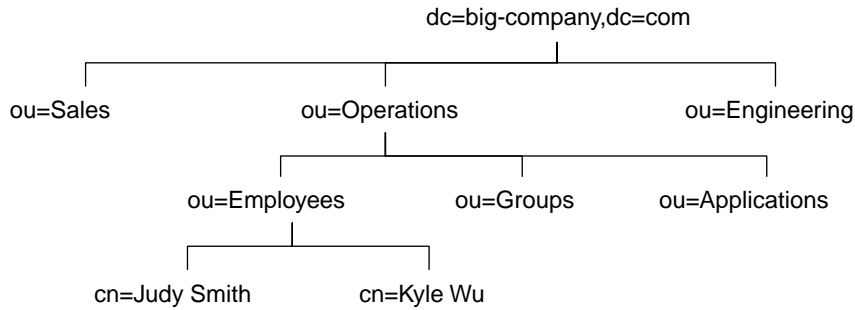 dc=big-company,dc=com
ou=Sales
ou=Operations
ou=Engineering
ou=Employees
ou=Groups
ou=Applications
cn=Judy Smith
cn=Kyle Wu